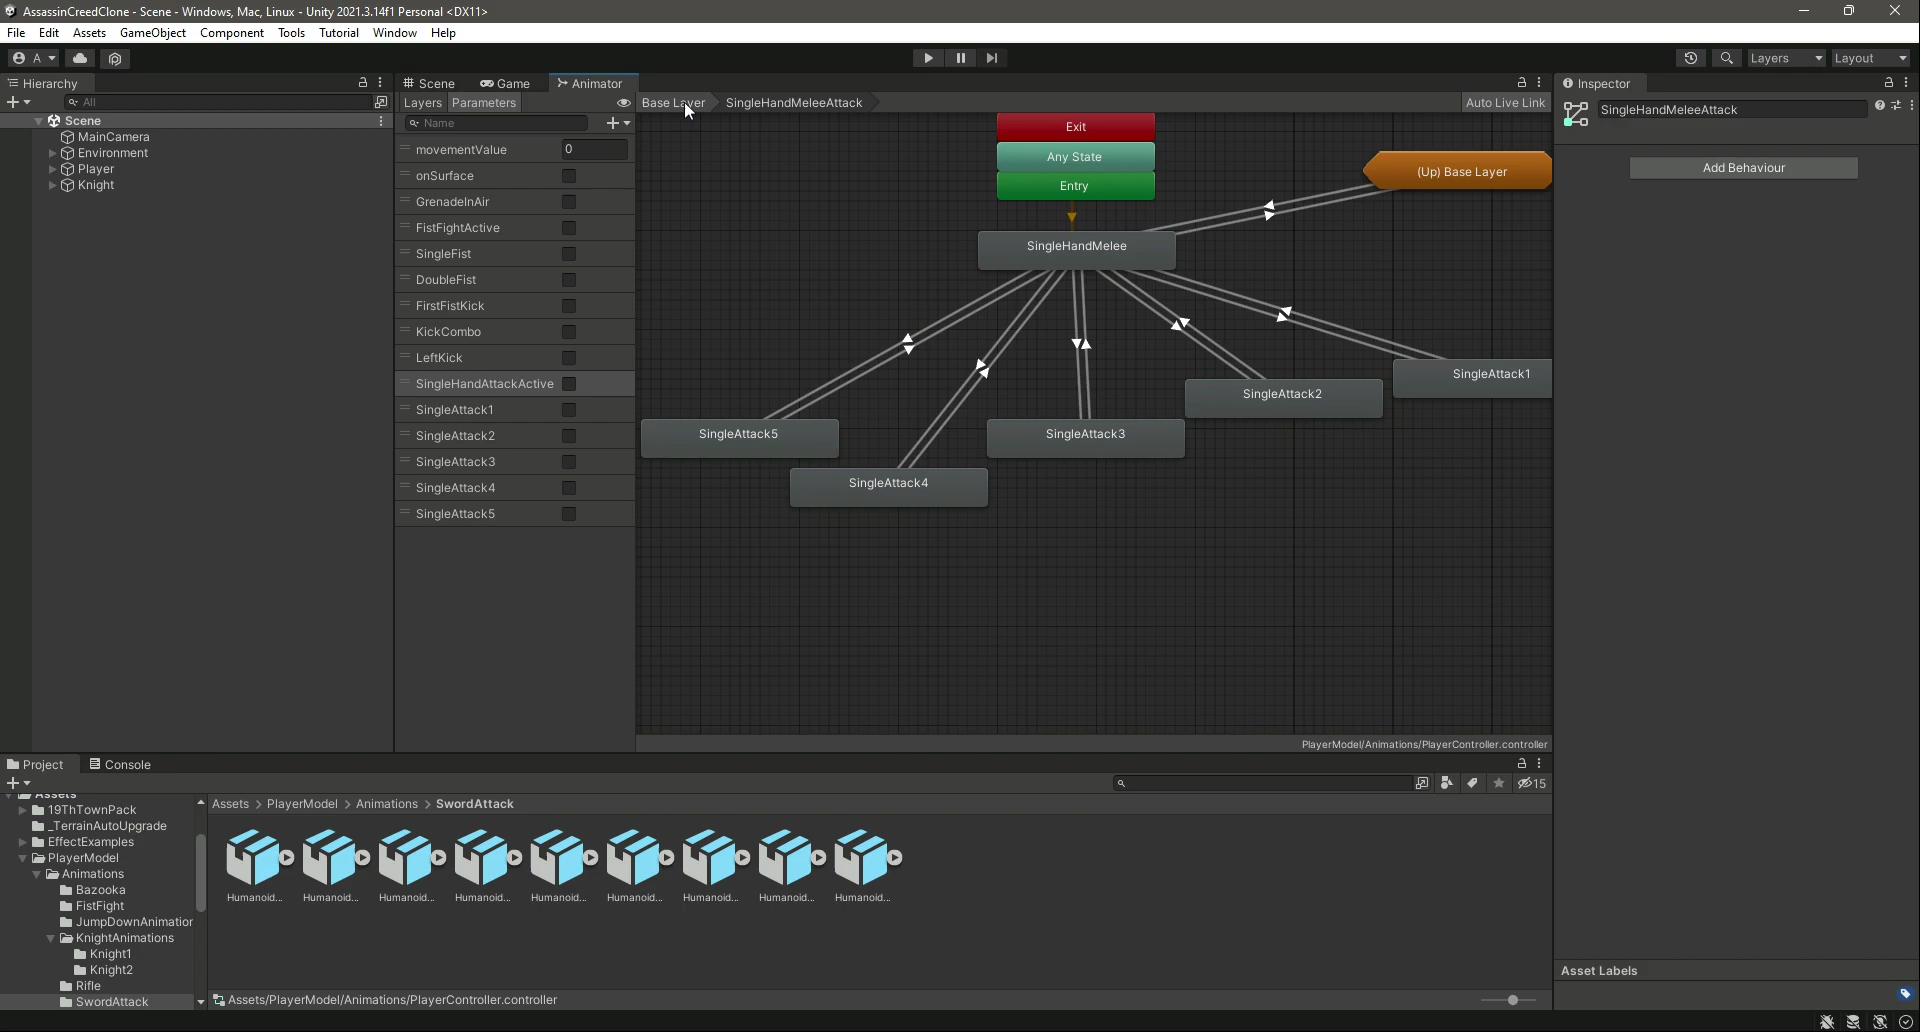 AssassinCreedClone - Scene - Windows, Mac, Linux - Unity 2021.3.14f1 Personal <DX11>
File Edit Assets GameObject Component Tools Tutorial Window Help
A Layers Layout
Hierarchy
All
Scene
MainCamera
Environment
Player
Knight
Scene Game Animator
Layers Parameters Base Layer SingleHandMeleeAttack Auto Live Link
Name
movementValue 0
onSurface
GrenadeInAir
FistFightActive
SingleFist
DoubleFist
FirstFistKick
KickCombo
LeftKick
SingleHandAttackActive
SingleAttack1
SingleAttack2
SingleAttack3
SingleAttack4
SingleAttack5
Exit
Any State
Entry
(Up) Base Layer
SingleHandMelee
SingleAttack1
SingleAttack2
SingleAttack3
SingleAttack5
SingleAttack4
PlayerModel/Animations/PlayerController.controller
Inspector
SingleHandMeleeAttack
Add Behaviour
Asset Labels
Project Console
15
Assets
19ThTownPack
_TerrainAutoUpgrade
EffectExamples
PlayerModel
Animations
Bazooka
FistFight
JumpDownAnimation
KnightAnimations
Knight1
Knight2
Rifle
SwordAttack
Assets > PlayerModel > Animations > SwordAttack
Humanoid... Humanoid... Humanoid... Humanoid... Humanoid... Humanoid... Humanoid... Humanoid... Humanoid...
Assets/PlayerModel/Animations/PlayerController.controller